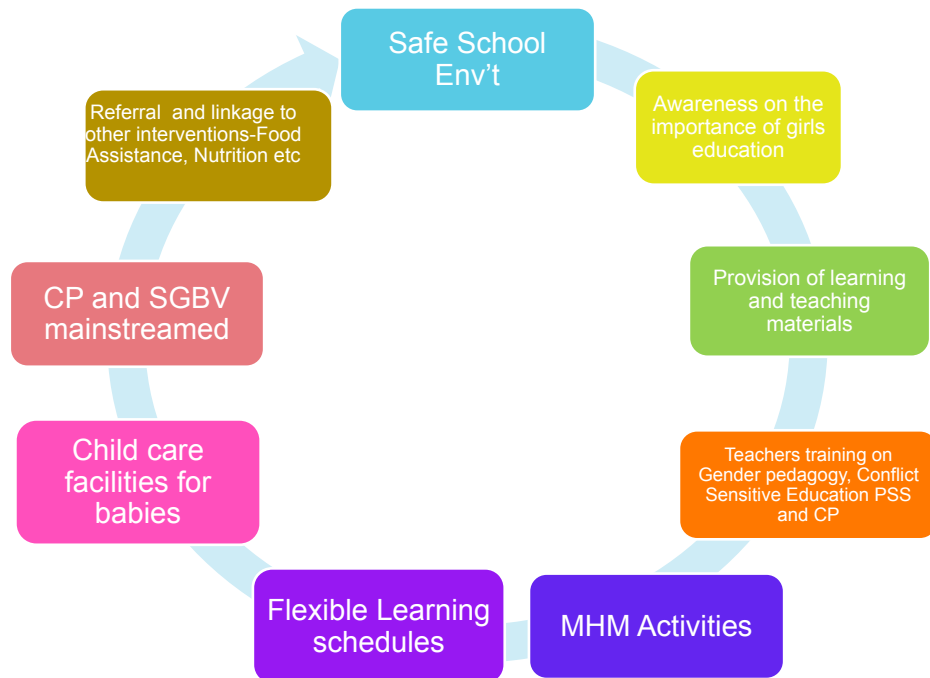 Safe School
Env’t
Awareness on the
importance of girls
education
Provision of learning
and teaching
materials
Teachers training on
Gender pedagogy, Conflict
Sensitive Education PSS
and CP
MHM Activities
Flexible Learning
schedules
Child care
facilities for
babies
CP and SGBV
mainstreamed
Referral and linkage to
other interventions-Food
Assistance, Nutrition etc